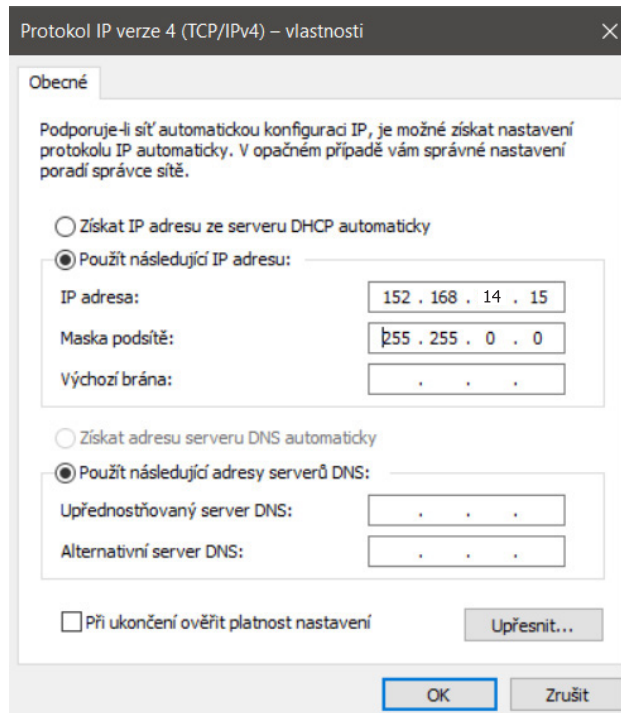 Protokol IP verze 4 (TCP/IPv4) – vlastnosti
Obecné
Podporuje-li síť automatickou konfiguraci IP, je možné získat nastavení
protokolu IP automaticky. V opačném případě vám správné nastavení
poradí správce sítě.
Získat IP adresu ze serveru DHCP automaticky
Použít následující IP adresu:
IP adresa: 152 . 168 . 14 . 15
Maska podsítě: 255 . 255 . 0 . 0
Výchozí brána: . . .
Získat adresu serveru DNS automaticky
Použít následující adresy serverů DNS:
Upřednostňovaný server DNS: . . .
Alternativní server DNS: . . .
Při ukončení ověřit platnost nastavení Upřesnit...
OK Zrušit